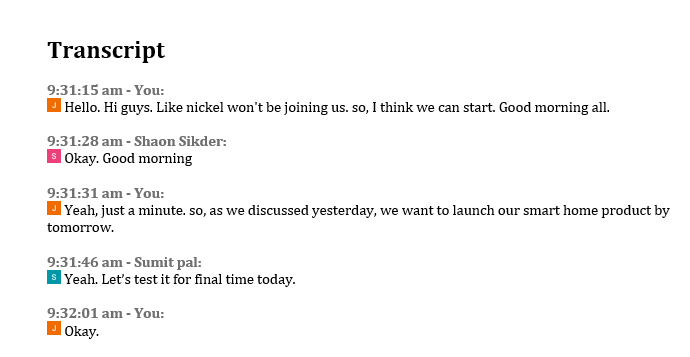 Transcript
9:31:15 am - You:
J Hello. Hi guys. Like nickel won't be joining us. so, I think we can start. Good morning all.
9:31:28 am - Shaon Sikder:
S Okay. Good morning
9:31:31 am - You:
J Yeah, just a minute. so, as we discussed yesterday, we want to launch our smart home product by
tomorrow.
9:31:46 am - Sumit pal:
S Yeah. Let’s test it for final time today.
9:32:01 am - You:
J Okay.